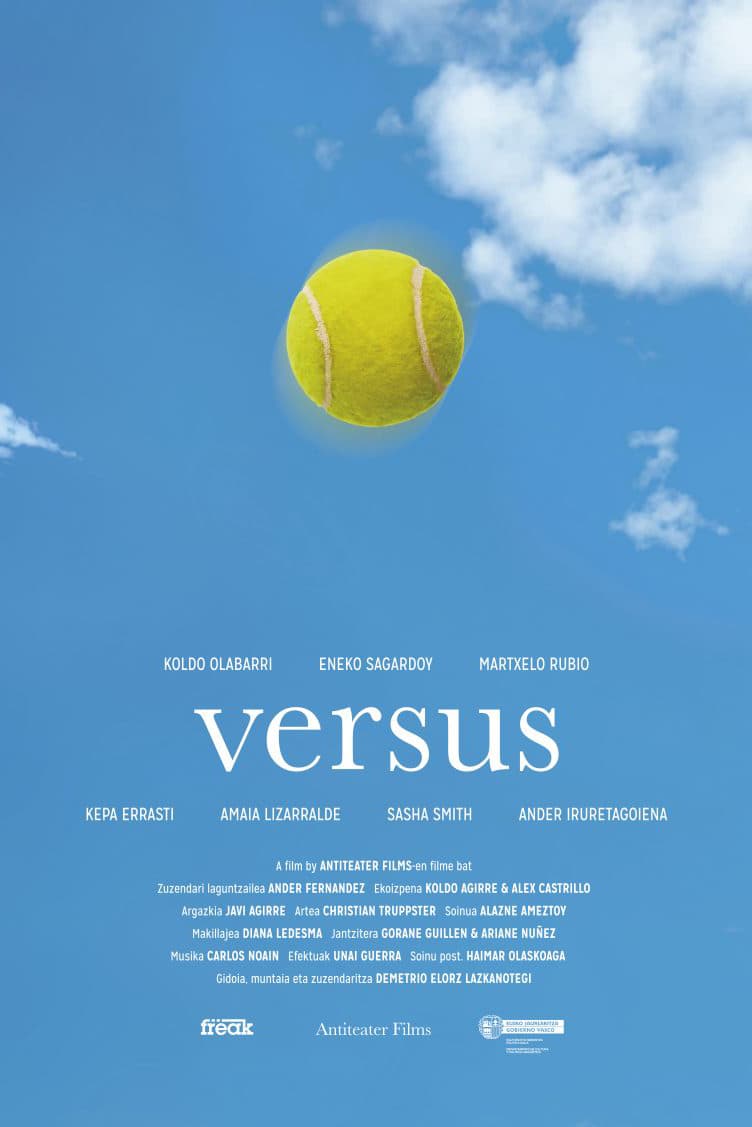 KOLDO OLABARRI ENEKO SAGARDOY MARTXELO RUBIO
versus
KEPA ERRASTI AMAIA LIZARRALDE SASHA SMITH ANDER IRURETAGOIENA
A film by ANTITEATER FILMS-en filme bat
Zuzendari laguntzailea ANDER FERNANDEZ Ekoizpena KOLDO AGIRRE & ALEX CASTRILLO
Argazkia JAVI AGIRRE Artea CHRISTIAN TRUPPSTER Soinua ALAZNE AMEZTOY
Makillajea DIANA LEDESMA Jantzitera GORANE GUILLEN & ARIANE NUÑEZ
Musika CARLOS NOAIN Efektuak UNAI GUERRA Soinu post. HAIMAR OLASKOAGA
Gidoia, muntaia eta zuzendaritza DEMETRIO ELORZ LAZKANOTEGI
freak Antiteater Films
EUSKO JAURLARITZA
GOBIERNO VASCO